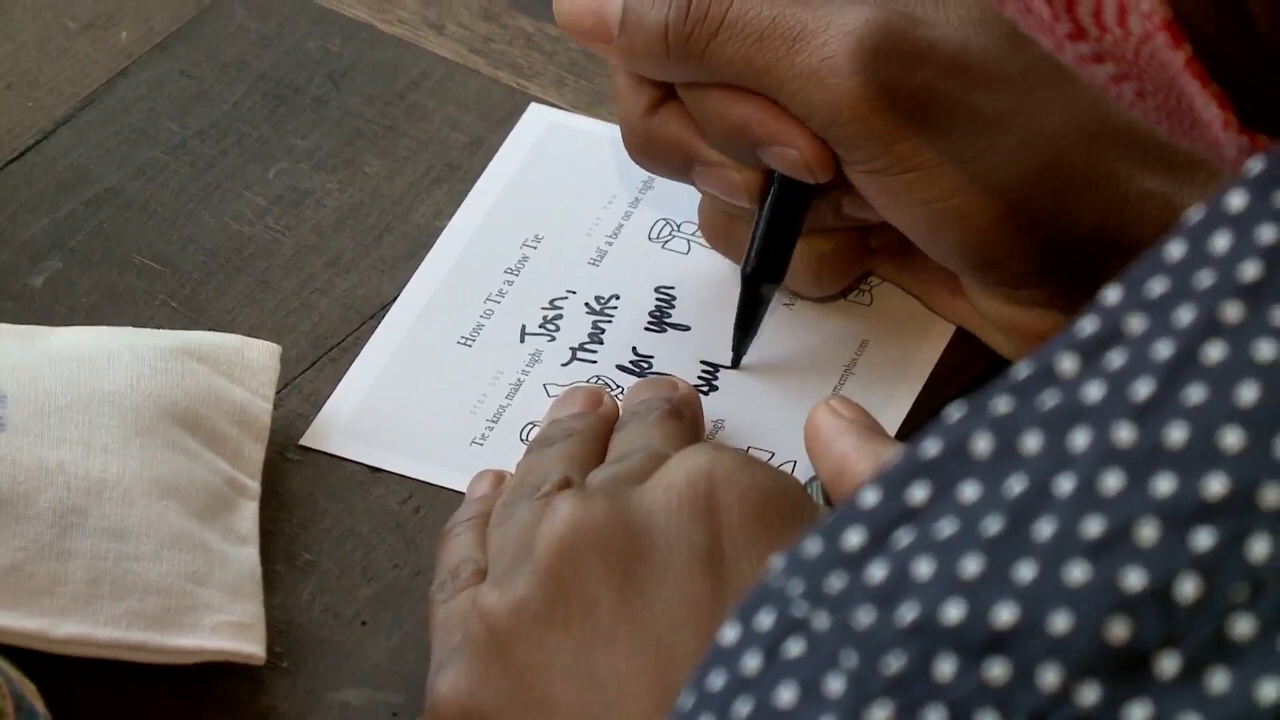 How to Tie a Bow Tie
STEP ONE
Tie a knot, make it tight
STEP TWO
Half a bow on the right
Josh,
Thanks
for your